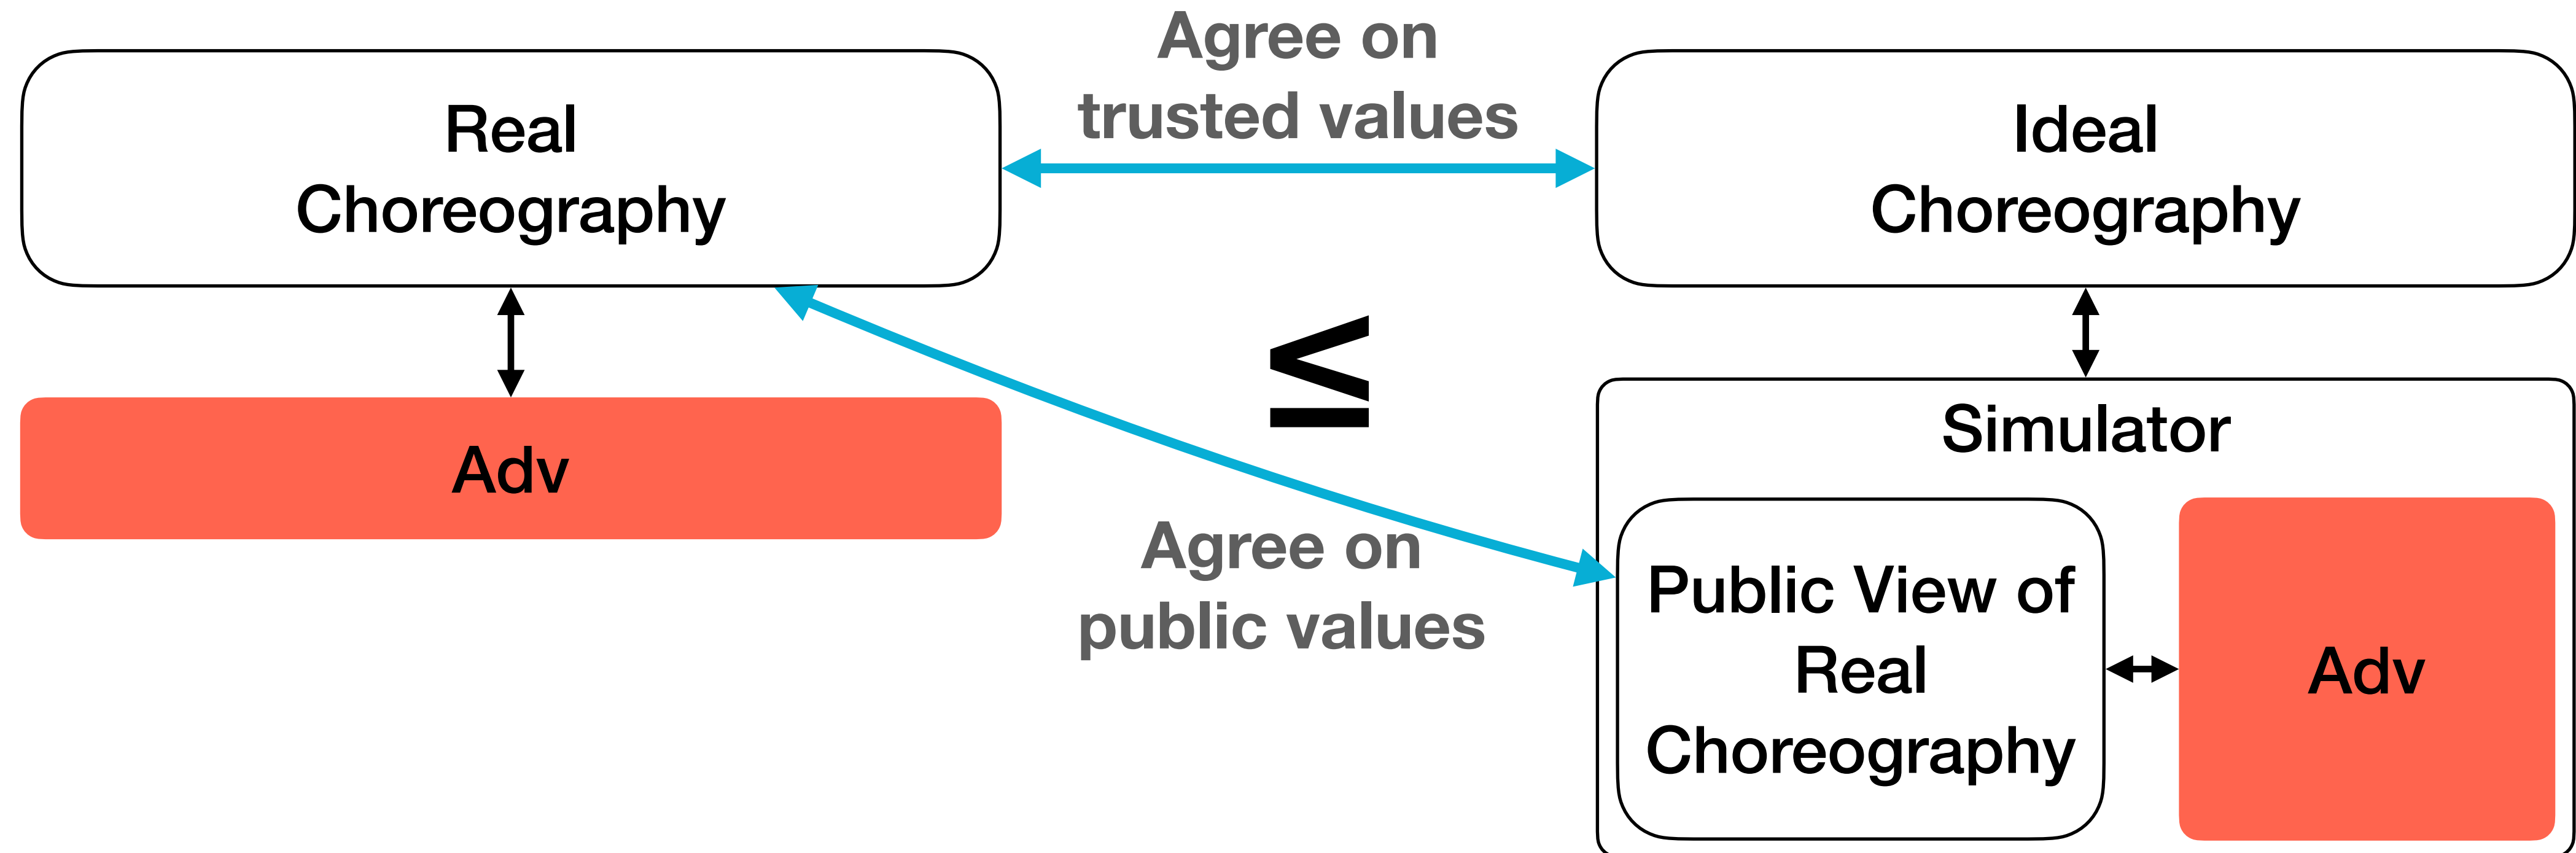 Real
Choreography
Agree on
trusted values
Ideal
Choreography
Adv
≤
Agree on
public values
Simulator
Public View of
Real
Choreography
Adv